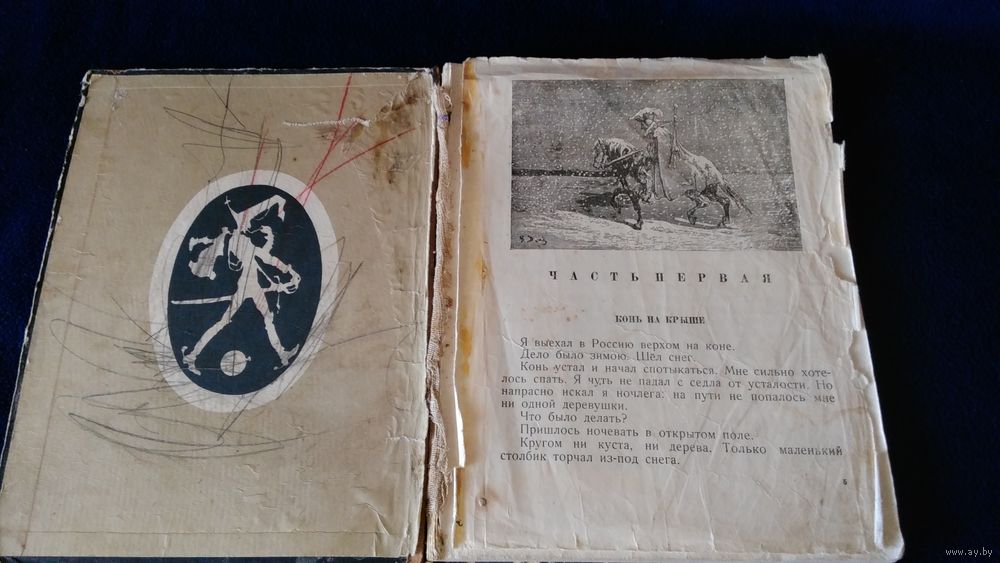 ЧАСТЬ ПЕРВАЯ
КОНЬ НА КРЫШЕ
Я выехал в Россию верхом на коне.
Дело было зимою. Шёл снег.
Конь устал и начал спотыкаться. Мне сильно хоте-
лось спать. Я чуть не падал с седла от усталости. Но
напрасно искал я ночлега: на пути не попалось мне
ни одной деревушки.
Что было делать?
Пришлось ночевать в открытом поле.
Кругом ни куста, ни дерева. Только маленький
столбик торчал из-под снега.
5
www.ay.by